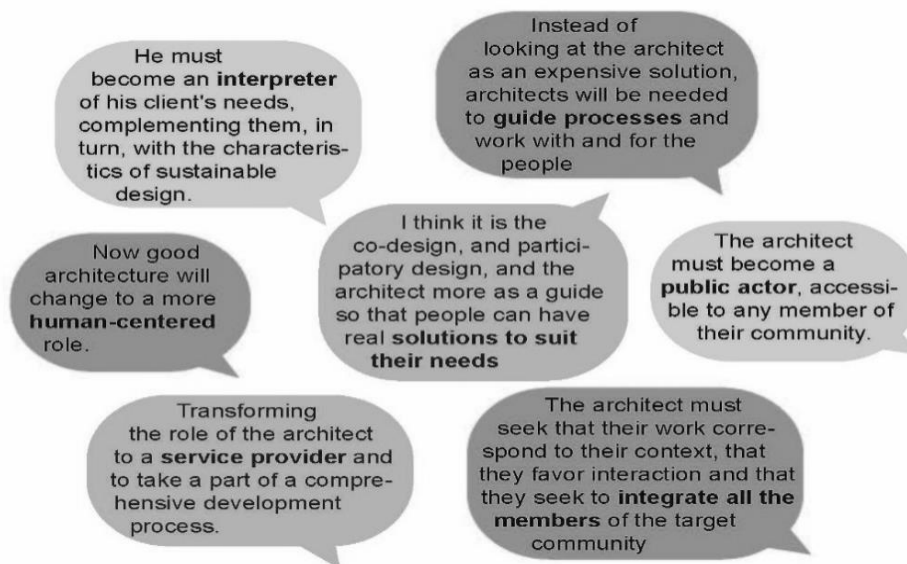 He must
become an interpreter
of his client's needs,
complementing them, in
turn, with the characteris-
tics of sustainable
design.
Instead of
looking at the architect
as an expensive solution,
architects will be needed
to guide processes and
work with and for the
people
Now good
architecture will
change to a more
human-centered
role.
I think it is the
co-design, and partici-
patory design, and the
architect more as a guide
so that people can have
real solutions to suit
their needs
The architect
must become a
public actor, accessi-
ble to any member of
their community.
Transforming
the role of the architect
to a service provider and
to take a part of a compre-
hensive development
process.
The architect must
seek that their work corre-
spond to their context, that
they favor interaction and that
they seek to integrate all the
members of the target
community